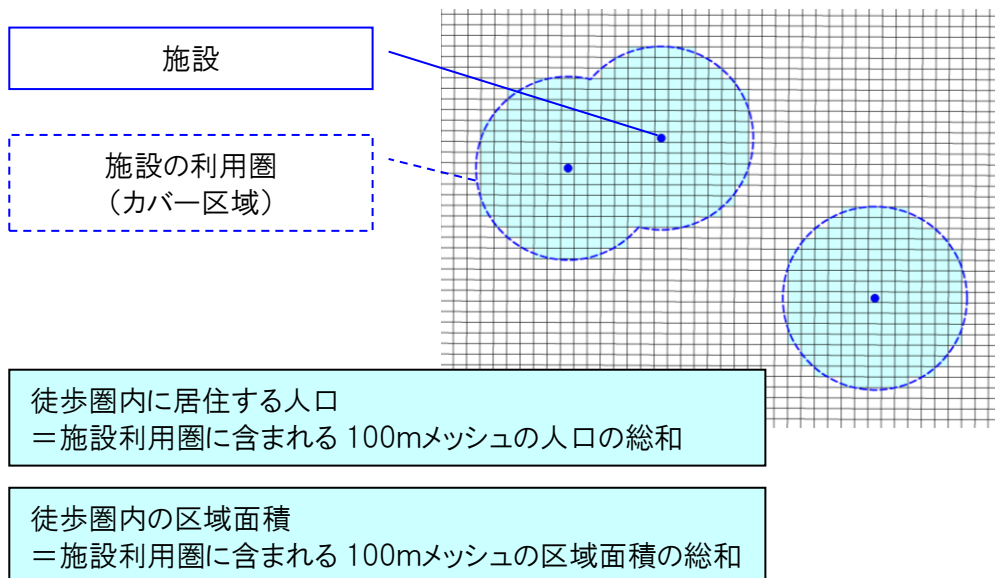 施設
施設の利用圏
（カバー区域）
徒歩圏内に居住する人口
＝施設利用圏に含まれる 100mメッシュの人口の総和
徒歩圏内の区域面積
＝施設利用圏に含まれる 100mメッシュの区域面積の総和